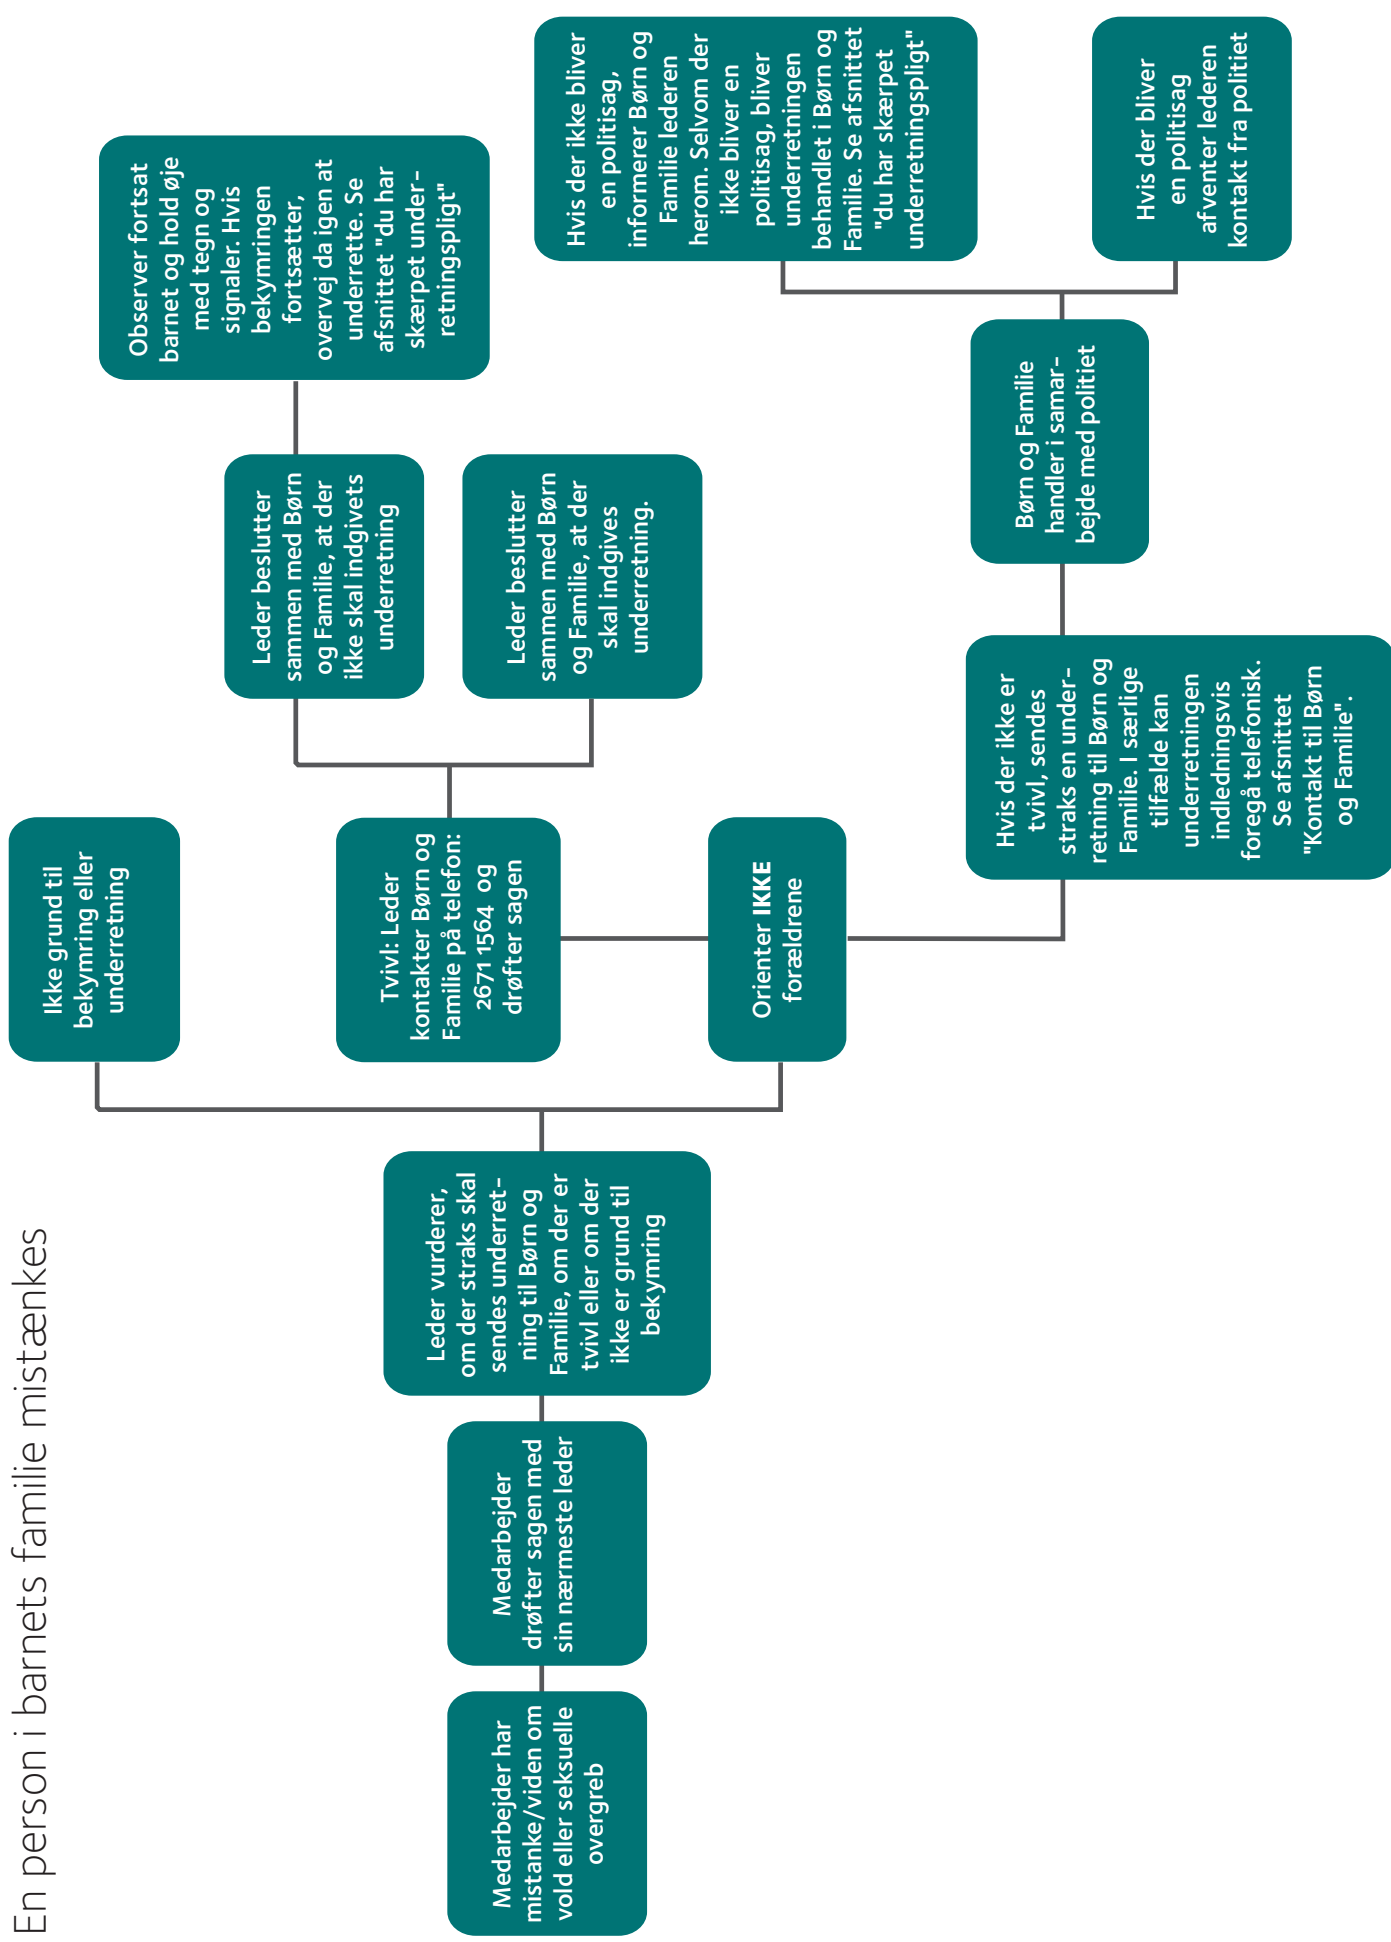 En person i barnets familie mistænkes
Medarbejder har
mistanke/viden om
vold eller seksuelle
overgreb
Medarbejder
drøfter sagen med
sin nærmeste leder
Leder vurderer,
om der straks skal
sendes underret-
ning til Børn og
Familie, om der er
tvivl eller om der
ikke er grund til
bekymring
Ikke grund til
bekymring eller
underretning
Tvivl: Leder
kontakter Børn og
Familie på telefon:
2671 1564 og
drøfter sagen
Orienter IKKE
forældrene
Leder beslutter
sammen med Børn
og Familie, at der
ikke skal indgivets
underretning
Leder beslutter
sammen med Børn
og Familie, at der
skal indgives
underretning.
Hvis der ikke er
tvivl, sendes
straks en under-
retning til Børn og
Familie. I særlige
tilfælde kan
underretningen
indledningsvis
foregå telefonisk.
Se afsnittet
"Kontakt til Børn
og Familie".
Observer fortsat
barnet og hold øje
med tegn og
signaler. Hvis
bekymringen
fortsætter,
overvej da igen at
underrette. Se
afsnittet "du har
skærpet under-
retningspligt"
Børn og Familie
handler i samar-
bejde med politiet
Hvis der ikke bliver
en politisag,
informerer Børn og
Familie lederen
herom. Selvom der
ikke bliver en
politisag, bliver
underretningen
behandlet i Børn og
Familie. Se afsnittet
"du har skærpet
underretningspligt"
Hvis der bliver
en politisag
afventer lederen
kontakt fra politiet